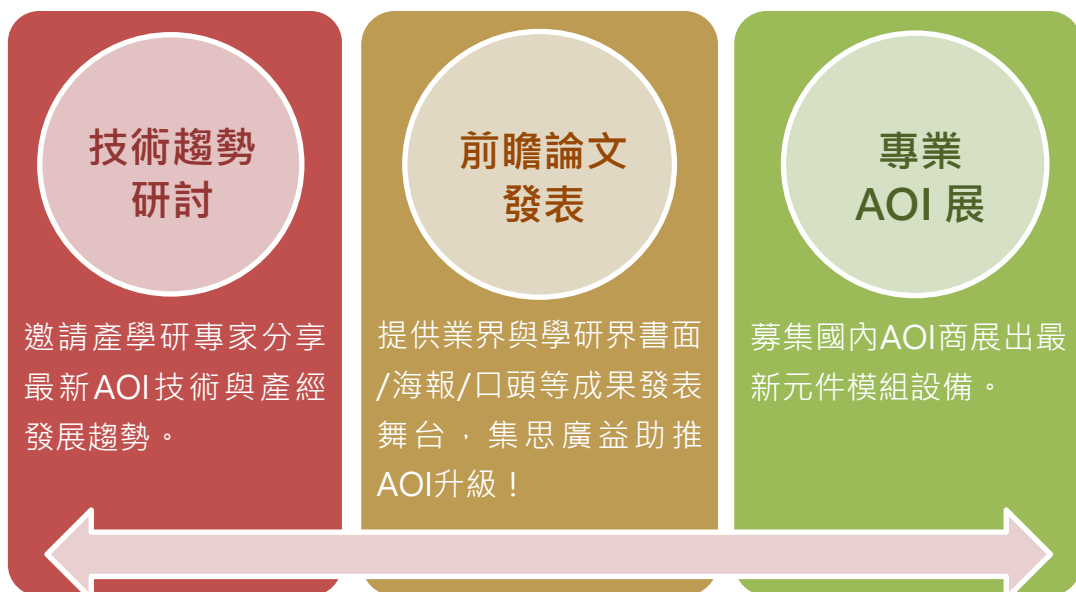 技術趨勢
研討
邀請產學研專家分享
最新AOI技術與產經
發展趨勢。
前瞻論文
發表
提供業界與學研界書面
/海報/口頭等成果發表
舞台，集思廣益助推
AOI升級！
專業
AOI 展
募集國內AOI商展出最
新元件模組設備。